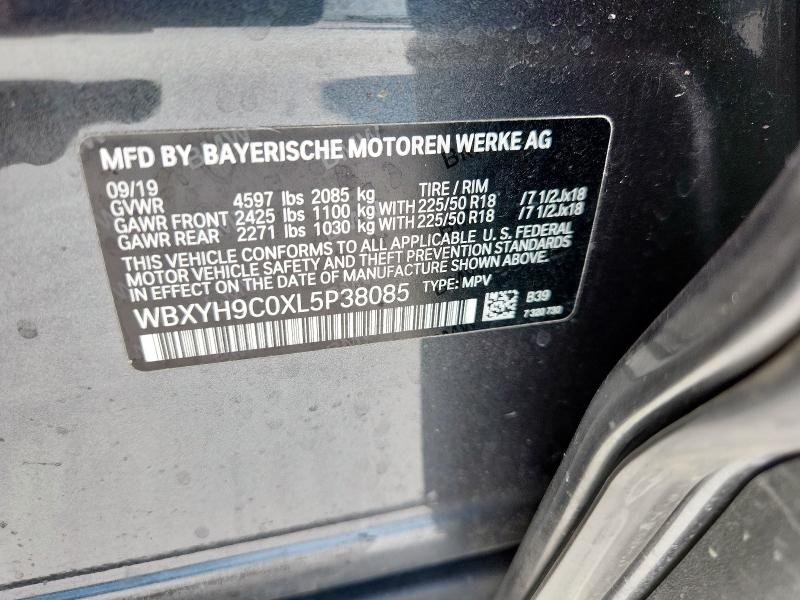 MFD BY BAYERISCHE MOTOREN WERKE AG
09/19
GVWR 4597 lbs 2085 kg TIRE / RIM
GAWR FRONT 2425 lbs 1100 kg WITH 225/50 R18 /7 1/2Jx18
GAWR REAR 2271 lbs 1030 kg WITH 225/50 R18 /7 1/2Jx18
THIS VEHICLE CONFORMS TO ALL APPLICABLE U.S. FEDERAL
MOTOR VEHICLE SAFETY AND THEFT PREVENTION STANDARDS
IN EFFECT ON THE DATE OF MANUFACTURE SHOWN ABOVE.
WBXYH9C0XL5P38085 TYPE: MPV
B39
7 320 730